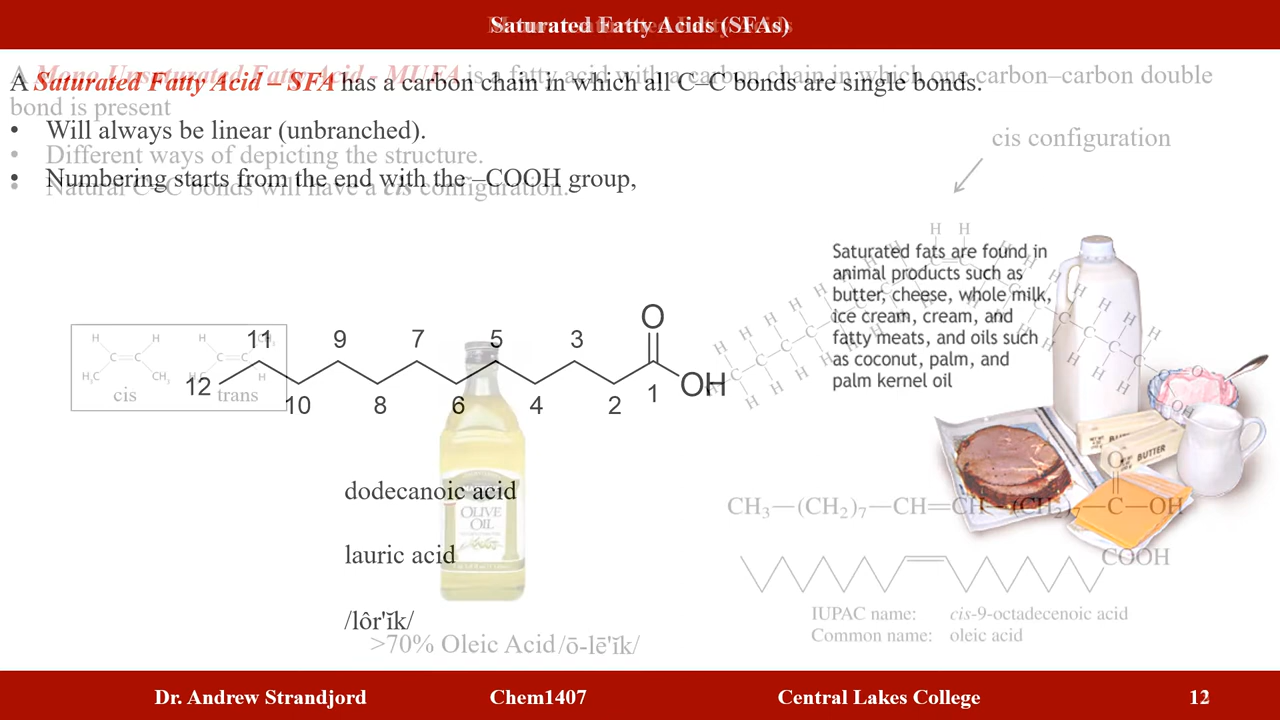 Saturated Fatty Acids (SFAs)
A Saturated Fatty Acid – SFA has a carbon chain in which all C–C bonds are single bonds.
A Mono Unsaturated Fatty Acid - MUFA is a fatty acid with a carbon chain in which one carbon–carbon double
bond is present
• Will always be linear (unbranched).
• Different ways of depicting the structure.
• Numbering starts from the end with the –COOH group,
• Natural C=C bonds will have a cis configuration.
cis configuration
Saturated fats are found in
animal products such as
butter, cheese, whole milk,
ice cream, cream, and
fatty meats, and oils such
as coconut, palm, and
palm kernel oil
O
11 9 7 5 3
12 10 8 6 4 2 1 OH
H H H CH₃
C=C C=C
H₃C CH₃ H₃C H
cis trans
dodecanoic acid
OLIVE
OIL
BUTTER
lauric acid
/lôr'ĭk/
>70% Oleic Acid /ō-lē'ĭk/
O
CH₃—(CH₂)₇—CH=CH—(CH₂)₇—C—OH
COOH
IUPAC name: cis-9-octadecenoic acid
Common name: oleic acid
Dr. Andrew Strandjord Chem1407 Central Lakes College 12